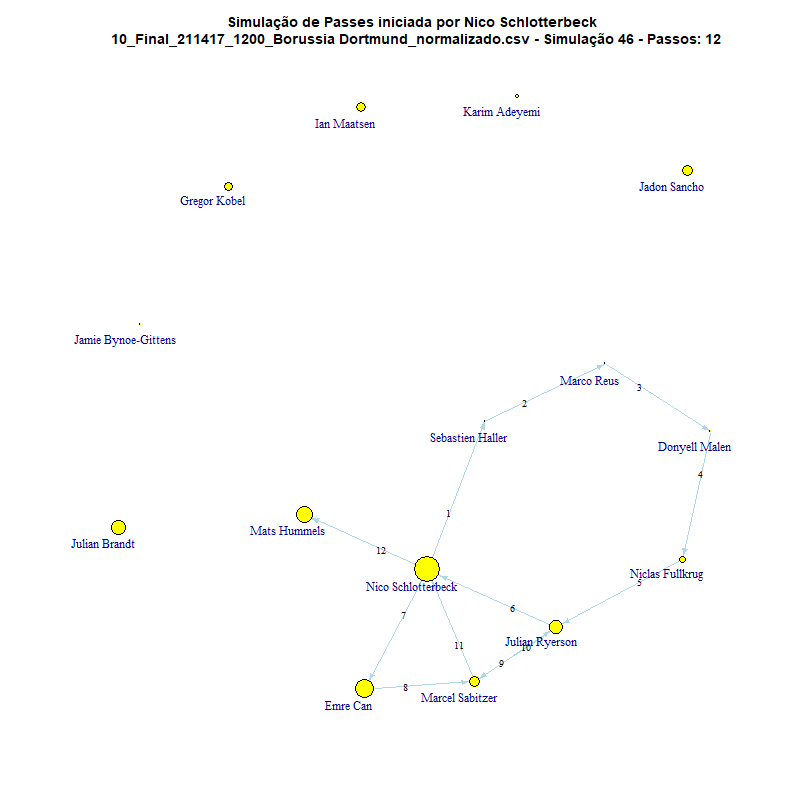 Simulação de Passes iniciada por Nico Schlotterbeck
10_Final_211417_1200_Borussia Dortmund_normalizado.csv - Simulação 46 - Passos: 12
Karim Adeyemi
Ian Maatsen
Jadon Sancho
Gregor Kobel
Jamie Bynoe-Gittens
Marco Reus
3
2
Sebastien Haller
Donyell Malen
4
1
Mats Hummels
Julian Brandt
12
Niclas Fullkrug
5
Nico Schlotterbeck
6
7
Julian Ryerson
10
11
9
8
Marcel Sabitzer
Emre Can